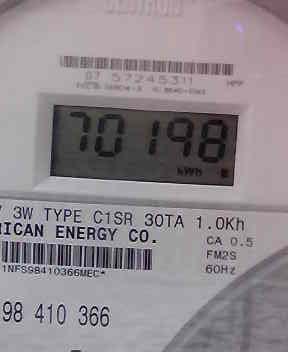 CENTRON
07 57245311
70198
kWh
V 3W TYPE C1SR 30TA 1.0Kh
RICAN ENERGY CO.
CA 0.5
FM2S
1NFS98410366MEC*
60Hz
98 410 366